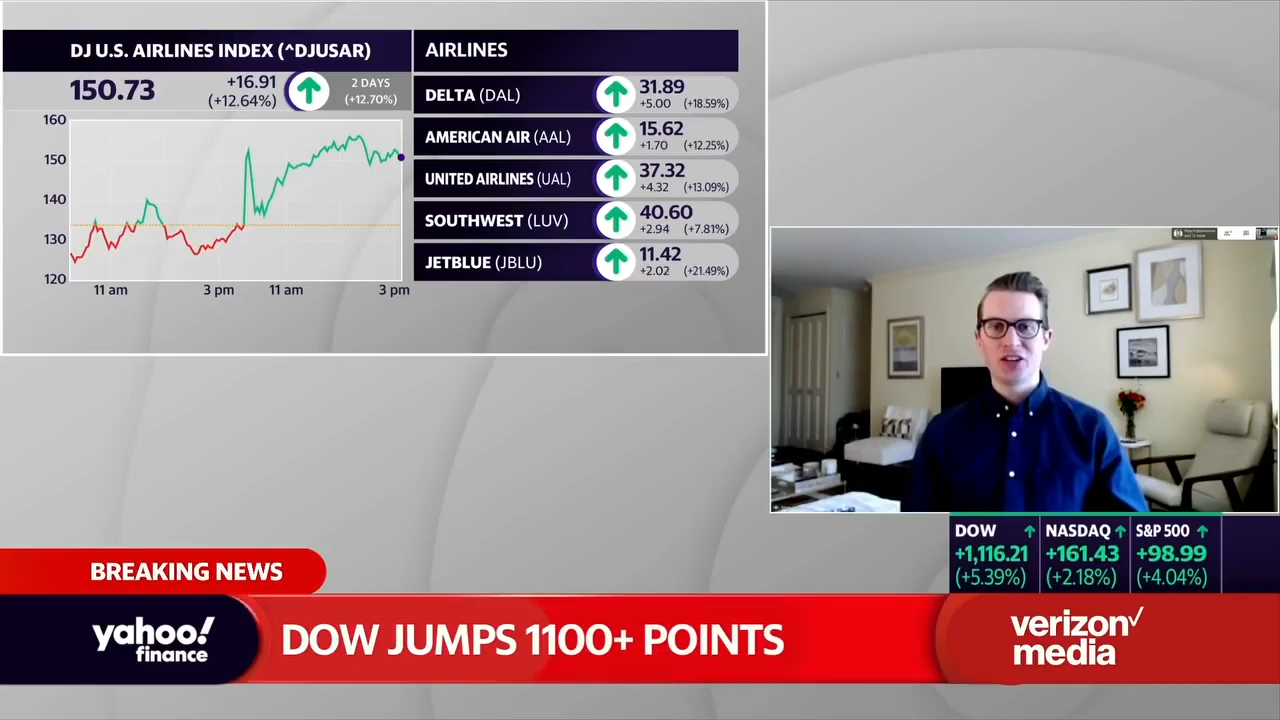 DJ U.S. AIRLINES INDEX (^DJUSAR)
150.73
+16.91
(+12.64%)
2 DAYS
(+12.70%)
160
150
140
130
120
11 am
3 pm
11 am
3 pm
AIRLINES
DELTA (DAL)
31.89
+5.00 (+18.59%)
AMERICAN AIR (AAL)
15.62
+1.70 (+12.25%)
UNITED AIRLINES (UAL)
37.32
+4.32 (+13.09%)
SOUTHWEST (LUV)
40.60
+2.94 (+7.81%)
JETBLUE (JBLU)
11.42
+2.02 (+21.49%)
DOW
+1,116.21
(+5.39%)
NASDAQ
+161.43
(+2.18%)
S&P 500
+98.99
(+4.04%)
BREAKING NEWS
yahoo!
finance
DOW JUMPS 1100+ POINTS
verizon
media